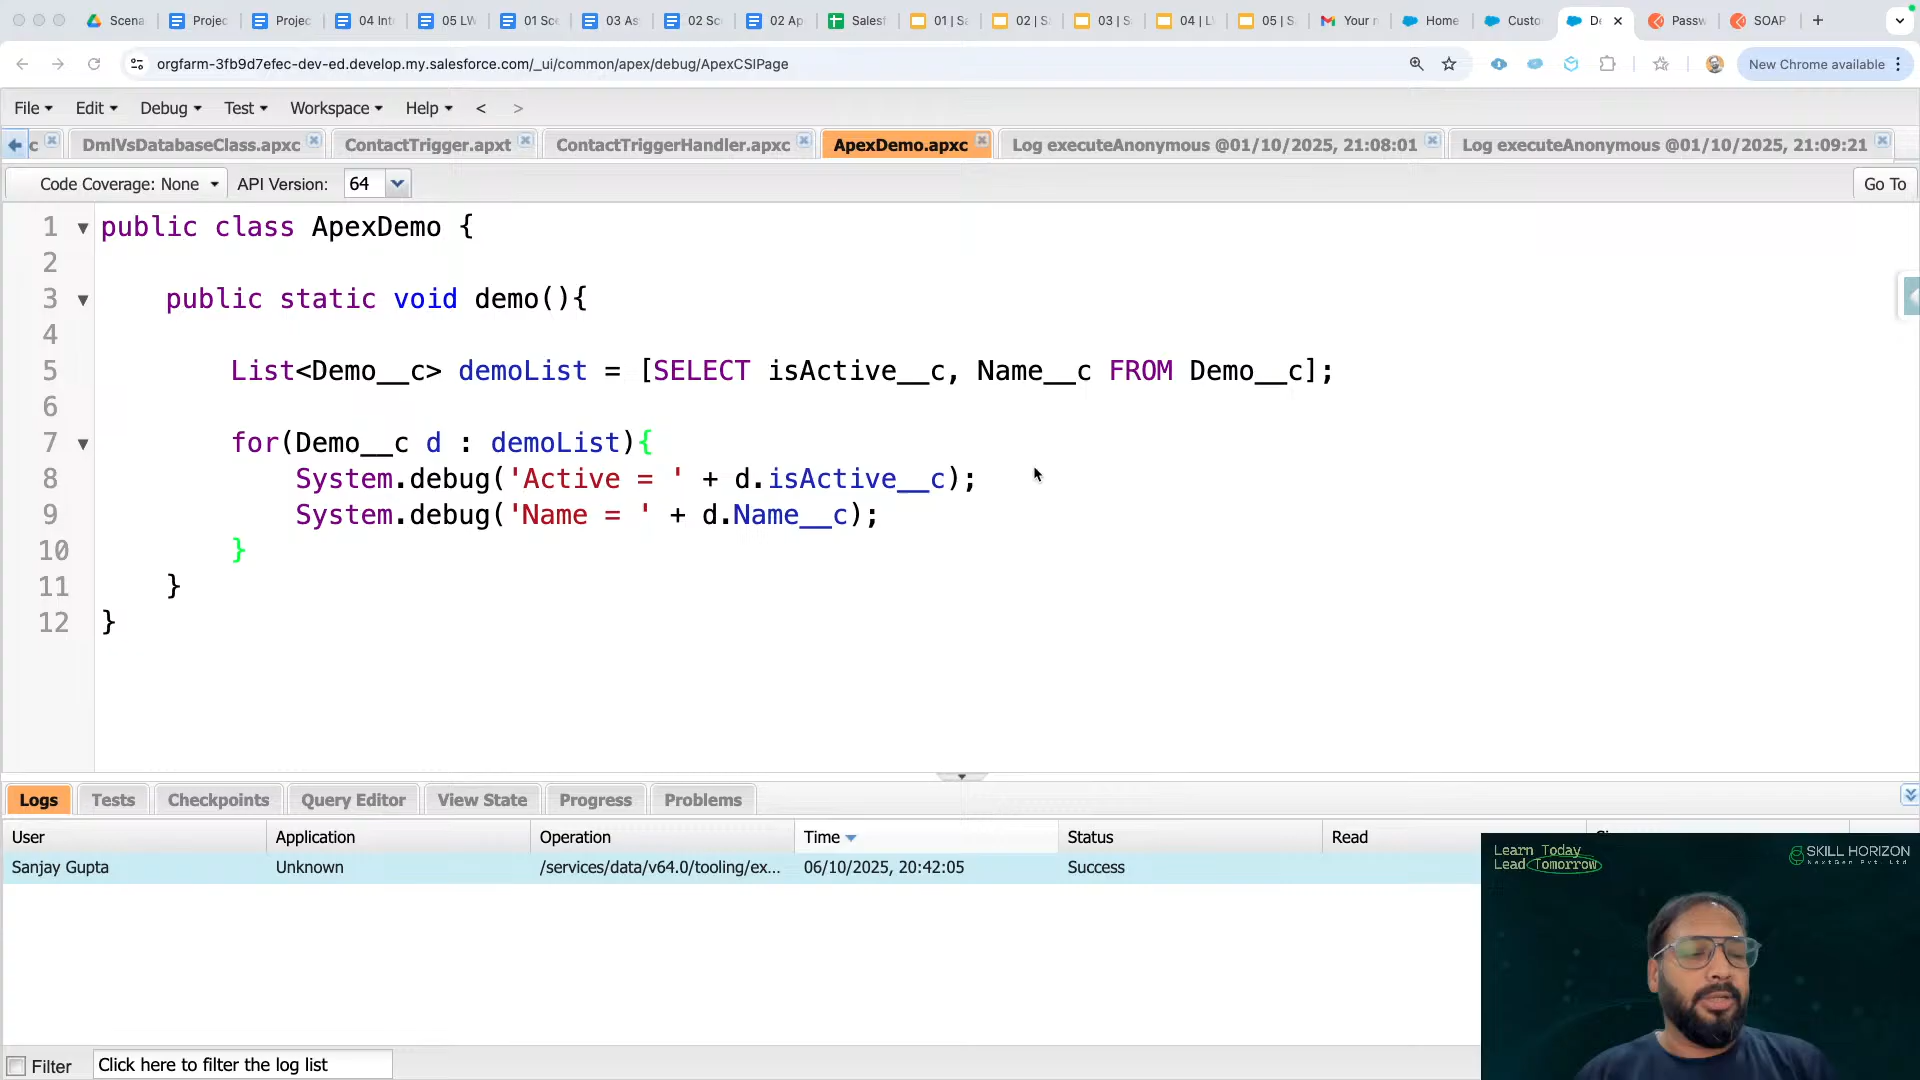 Scena
Projec
Projec
04 Int
05 LW
01 Sce
03 As
02 Sc
02 Ap
Salesf
01 | Sa
02 | S
03 | S
04 | L
05 | S
Your r
Home
Custo
De
Passw
SOAP
orgfarm-3fb9d7efec-dev-ed.develop.my.salesforce.com/_ui/common/apex/debug/ApexCSIPage
New Chrome available
File Edit Debug Test Workspace Help < >
c DmlVsDatabaseClass.apxc ContactTrigger.apxt ContactTriggerHandler.apxc ApexDemo.apxc Log executeAnonymous @01/10/2025, 21:08:01 Log executeAnonymous @01/10/2025, 21:09:21
Code Coverage: None API Version: 64 Go To
1 public class ApexDemo {
2
3 public static void demo(){
4
5 List<Demo__c> demoList = [SELECT isActive__c, Name__c FROM Demo__c];
6
7 for(Demo__c d : demoList){
8 System.debug('Active = ' + d.isActive__c);
9 System.debug('Name = ' + d.Name__c);
10 }
11 }
12 }
Logs Tests Checkpoints Query Editor View State Progress Problems
User Application Operation Time Status Read
Sanjay Gupta Unknown /services/data/v64.0/tooling/ex... 06/10/2025, 20:42:05 Success
Learn Today
Lead Tomorrow
SKILL HORIZON
NextGen Pvt. Ltd
Filter Click here to filter the log list